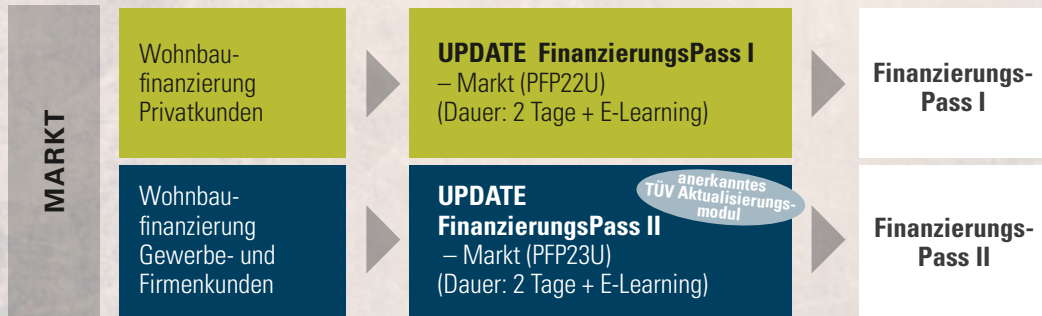 MARKT
Wohnbau-
finanzierung
Privatkunden
UPDATE FinanzierungsPass I
– Markt (PFP22U)
(Dauer: 2 Tage + E-Learning)
Finanzierungs-
Pass I
Wohnbau-
finanzierung
Gewerbe- und
Firmenkunden
UPDATE
FinanzierungsPass II
– Markt (PFP23U)
(Dauer: 2 Tage + E-Learning)
anerkanntes
TÜV Aktualisierungs-
modul
Finanzierungs-
Pass II